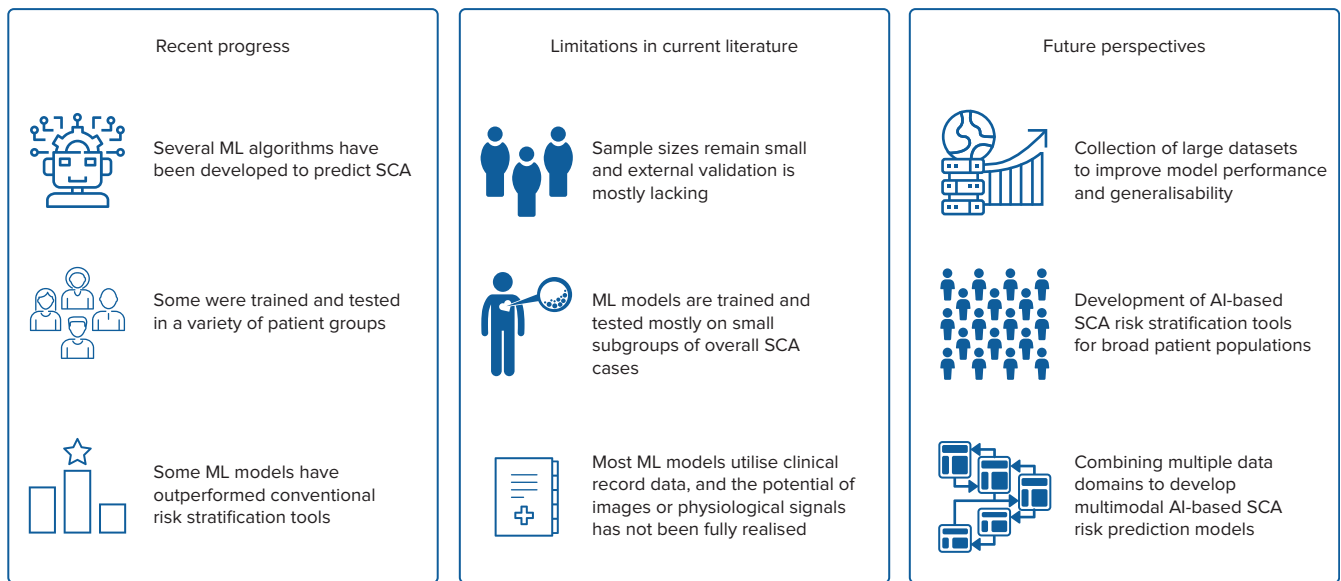 Recent progress
Several ML algorithms have
been developed to predict SCA
Some were trained and tested
in a variety of patient groups
Some ML models have
outperformed conventional
risk stratification tools
Limitations in current literature
Sample sizes remain small
and external validation is
mostly lacking
ML models are trained and
tested mostly on small
subgroups of overall SCA
cases
Most ML models utilise clinical
record data, and the potential of
images or physiological signals
has not been fully realised
Future perspectives
Collection of large datasets
to improve model performance
and generalisability
Development of AI-based
SCA risk stratification tools
for broad patient populations
Combining multiple data
domains to develop
multimodal AI-based SCA
risk prediction models